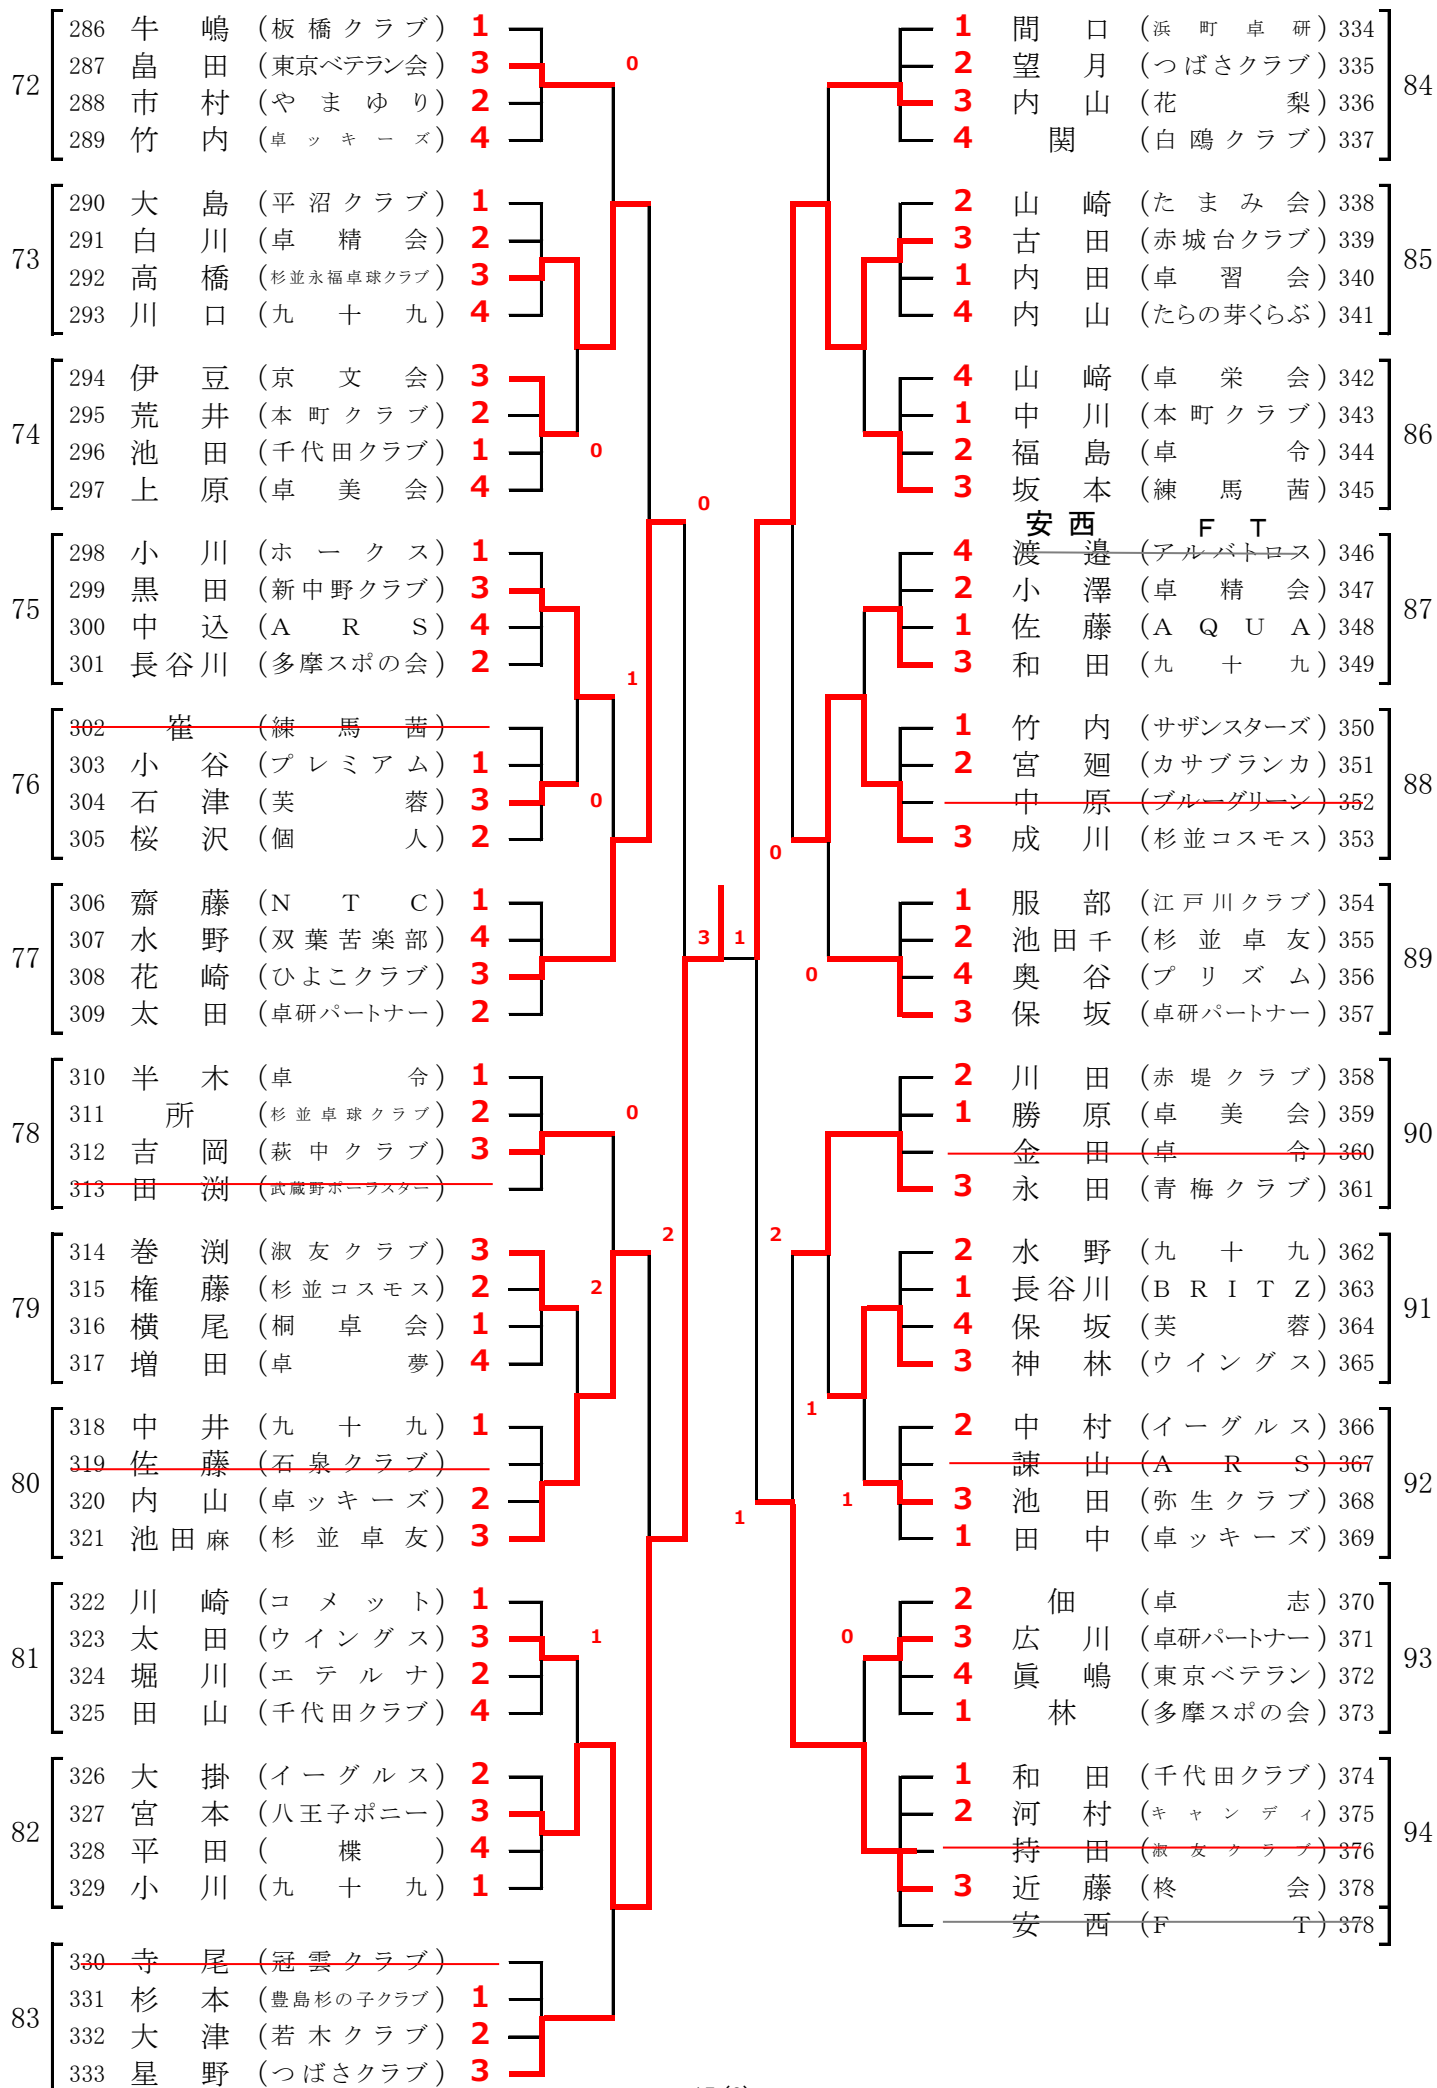 286 牛嶋 (板橋クラブ) 1
72 287 畠田 (東京ベテラン会) 3
288 市村 (やまゆり) 2
289 竹内 (卓ッキーズ) 4
290 大島 (平沼クラブ) 1
73 291 白川 (卓精会) 2
292 高橋 (杉並永福卓球クラブ) 3
293 川口 (九十九) 4
294 伊豆 (京文会) 3
74 295 荒井 (本町クラブ) 2
296 池田 (千代田クラブ) 1
297 上原 (卓美会) 4
298 小川 (ホークス) 1
75 299 黒田 (新中野クラブ) 3
300 中込 (ARS) 4
301 長谷川 (多摩スポの会) 2
302 崔 (練馬茜)
76 303 小谷 (プレミアム) 1
304 石津 (芙蓉) 3
305 桜沢 (個人) 2
306 齋藤 (NTC) 1
77 307 水野 (双葉苦楽部) 4
308 花崎 (ひよこクラブ) 3
309 太田 (卓研パートナー) 2
310 半木 (卓令) 1
78 311 所 (杉並卓球クラブ) 2
312 吉岡 (萩中クラブ) 3
313 田渕 (武蔵野ポーラスター)
314 巻渕 (淑友クラブ) 3
79 315 権藤 (杉並コスモス) 2
316 横尾 (桐卓会) 1
317 増田 (卓夢) 4
318 中井 (九十九) 1
80 319 佐藤 (石泉クラブ)
320 内山 (卓ッキーズ) 2
321 池田麻 (杉並卓友) 3
322 川崎 (コメット) 1
81 323 太田 (ウイングス) 3
324 堀川 (エテルナ) 2
325 田山 (千代田クラブ) 4
326 大掛 (イーグルス) 2
82 327 宮本 (八王子ポニー) 3
328 平田 (楪) 4
329 小川 (九十九) 1
330 寺尾 (冠雲クラブ)
83 331 杉本 (豊島杉の子クラブ) 1
332 大津 (若木クラブ) 2
333 星野 (つばさクラブ) 3
0
0
0
1
0
3 1
0
2
2
1
0
0
2
1
1
1
0
1 間口 (浜町卓研) 334
2 望月 (つばさクラブ) 335 84
3 内山 (花梨) 336
4 関 (白鴎クラブ) 337
2 山崎 (たまみ会) 338
3 古田 (赤城台クラブ) 339 85
1 内田 (卓習会) 340
4 内山 (たらの芽くらぶ) 341
4 山﨑 (卓栄会) 342
1 中川 (本町クラブ) 343 86
2 福島 (卓令) 344
3 坂本 (練馬茜) 345
安西 FT
4 渡邉 (アルバトロス) 346
2 小澤 (卓精会) 347 87
1 佐藤 (AQUA) 348
3 和田 (九十九) 349
1 竹内 (サザンスターズ) 350
2 宮廻 (カサブランカ) 351 88
中原 (ブルーグリーン) 352
3 成川 (杉並コスモス) 353
1 服部 (江戸川クラブ) 354
2 池田千 (杉並卓友) 355 89
4 奥谷 (プリズム) 356
3 保坂 (卓研パートナー) 357
2 川田 (赤堤クラブ) 358
1 勝原 (卓美会) 359 90
金田 (卓令) 360
3 永田 (青梅クラブ) 361
2 水野 (九十九) 362
1 長谷川 (BRITZ) 363 91
4 保坂 (芙蓉) 364
3 神林 (ウイングス) 365
2 中村 (イーグルス) 366
諫山 (ARS) 367 92
3 池田 (弥生クラブ) 368
1 田中 (卓ッキーズ) 369
2 佃 (卓志) 370
3 広川 (卓研パートナー) 371 93
4 眞嶋 (東京ベテラン) 372
1 林 (多摩スポの会) 373
1 和田 (千代田クラブ) 374
2 河村 (キャンディ) 375 94
持田 (淑友クラブ) 376
3 近藤 (柊会) 378
安西 (FT) 378